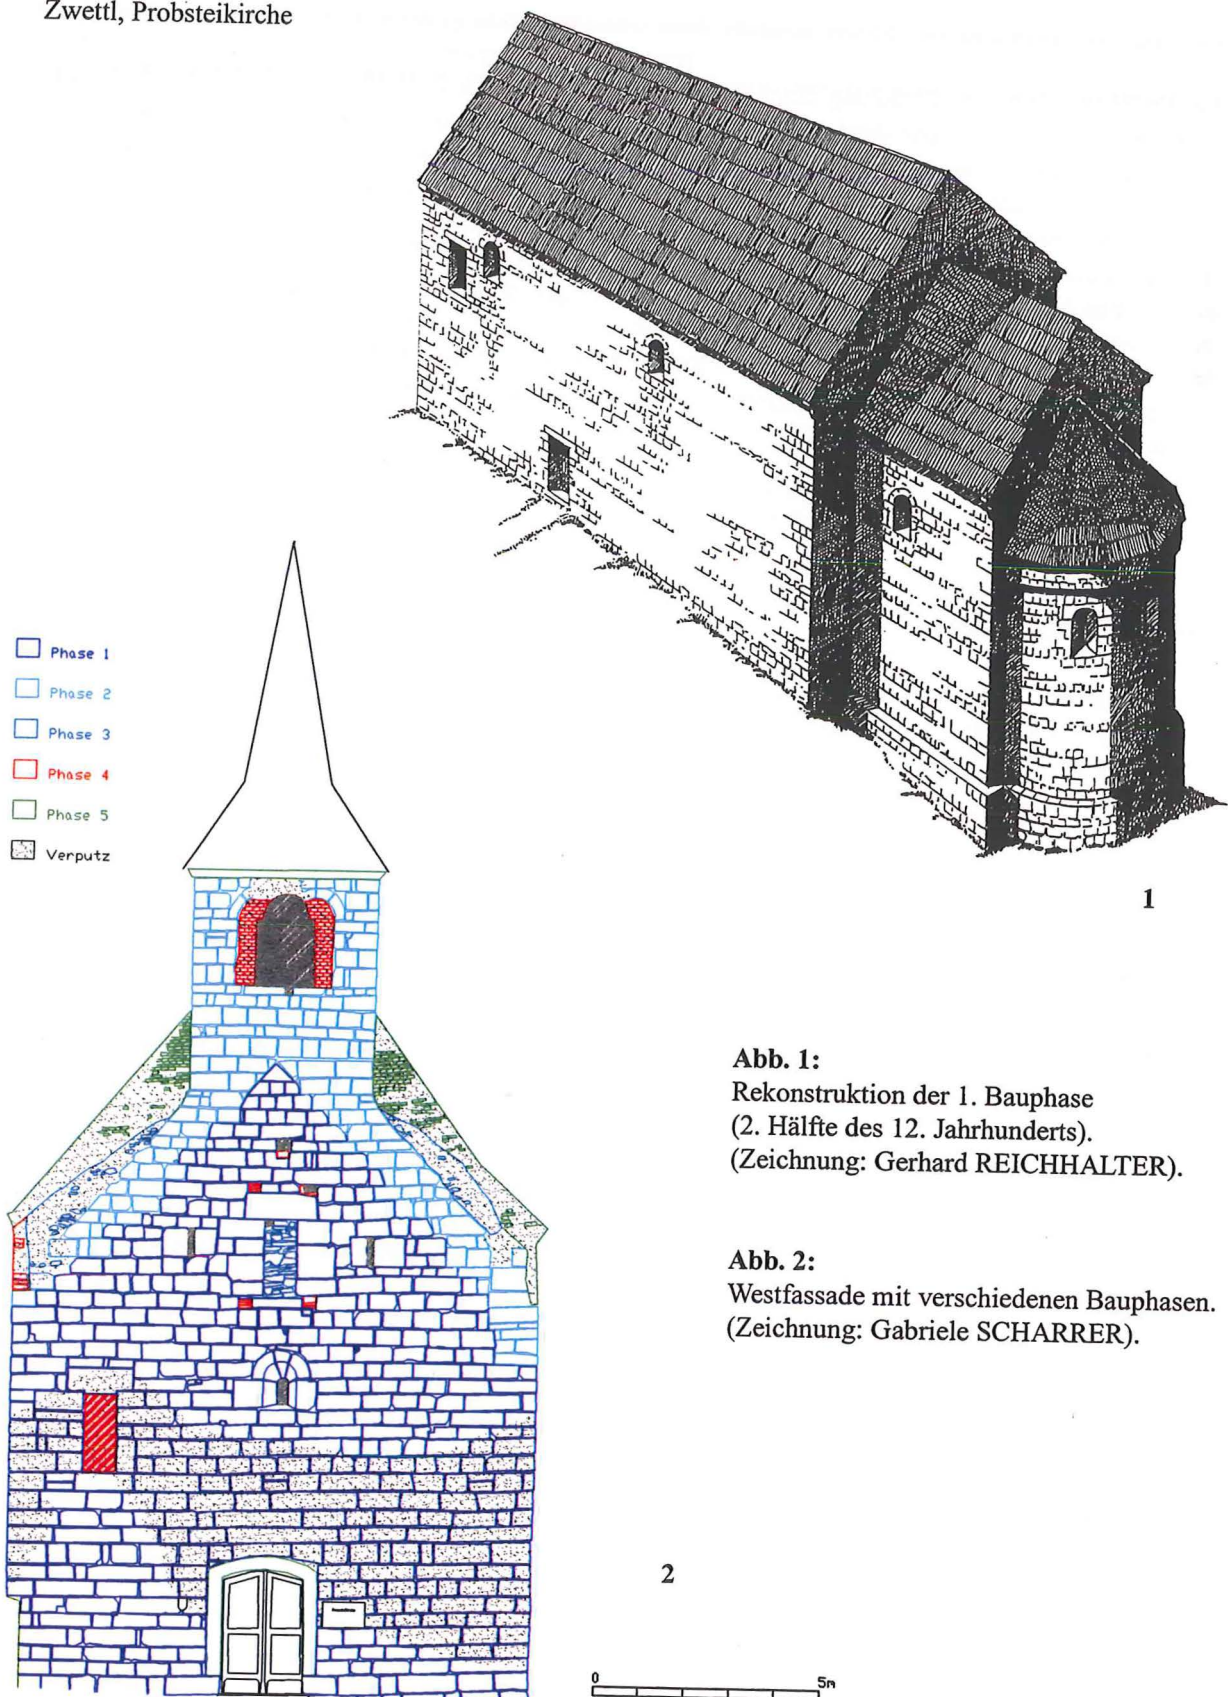 Zwettl, Probsteikirche
1
Phase 1
Phase 2
Phase 3
Phase 4
Phase 5
Verputz
Abb. 1:
Rekonstruktion der 1. Bauphase
(2. Hälfte des 12. Jahrhunderts).
(Zeichnung: Gerhard REICHHALTER).
Abb. 2:
Westfassade mit verschiedenen Bauphasen.
(Zeichnung: Gabriele SCHARRER).
2
0 5m